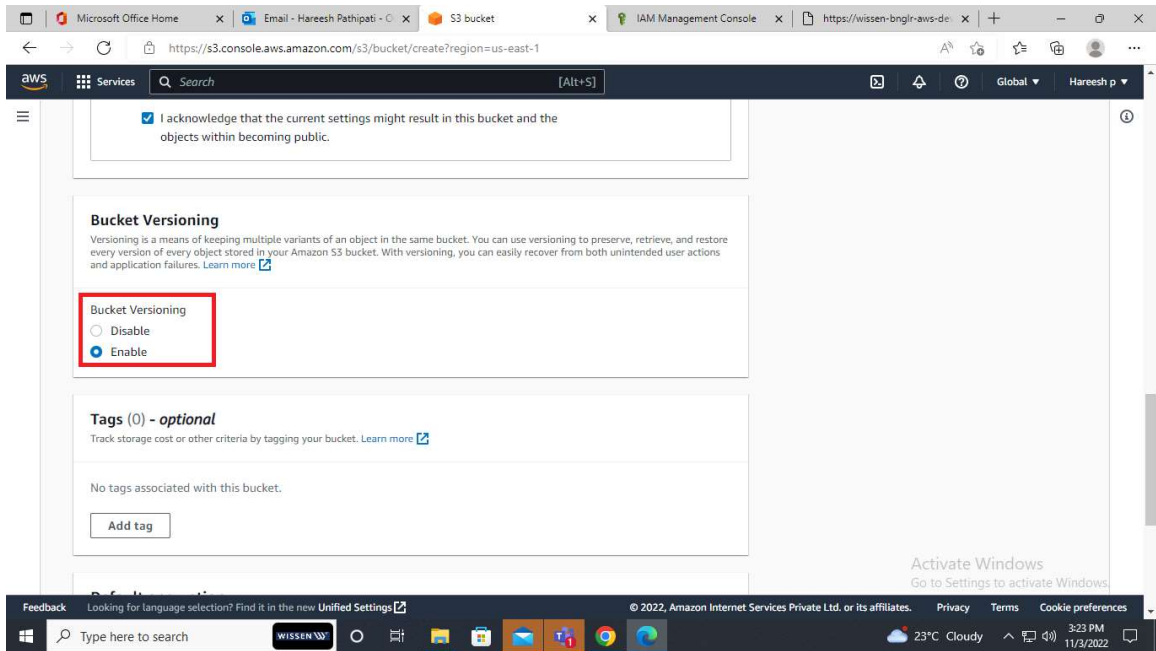 Microsoft Office Home
Email - Hareesh Pathipati - O
S3 bucket
IAM Management Console
https://wissen-bnglr-aws-de
https://s3.console.aws.amazon.com/s3/bucket/create?region=us-east-1
aws
Services
Search
[Alt+S]
Global
Hareesh p
I acknowledge that the current settings might result in this bucket and the
objects within becoming public.
Bucket Versioning
Versioning is a means of keeping multiple variants of an object in the same bucket. You can use versioning to preserve, retrieve, and restore
every version of every object stored in your Amazon S3 bucket. With versioning, you can easily recover from both unintended user actions
and application failures. Learn more
Bucket Versioning
Disable
Enable
Tags (0) - optional
Track storage cost or other criteria by tagging your bucket. Learn more
No tags associated with this bucket.
Add tag
Activate Windows
Go to Settings to activate Windows.
Feedback
Looking for language selection? Find it in the new Unified Settings
© 2022, Amazon Internet Services Private Ltd. or its affiliates.
Privacy
Terms
Cookie preferences
Type here to search
WISSEN
23°C Cloudy
3:23 PM
11/3/2022